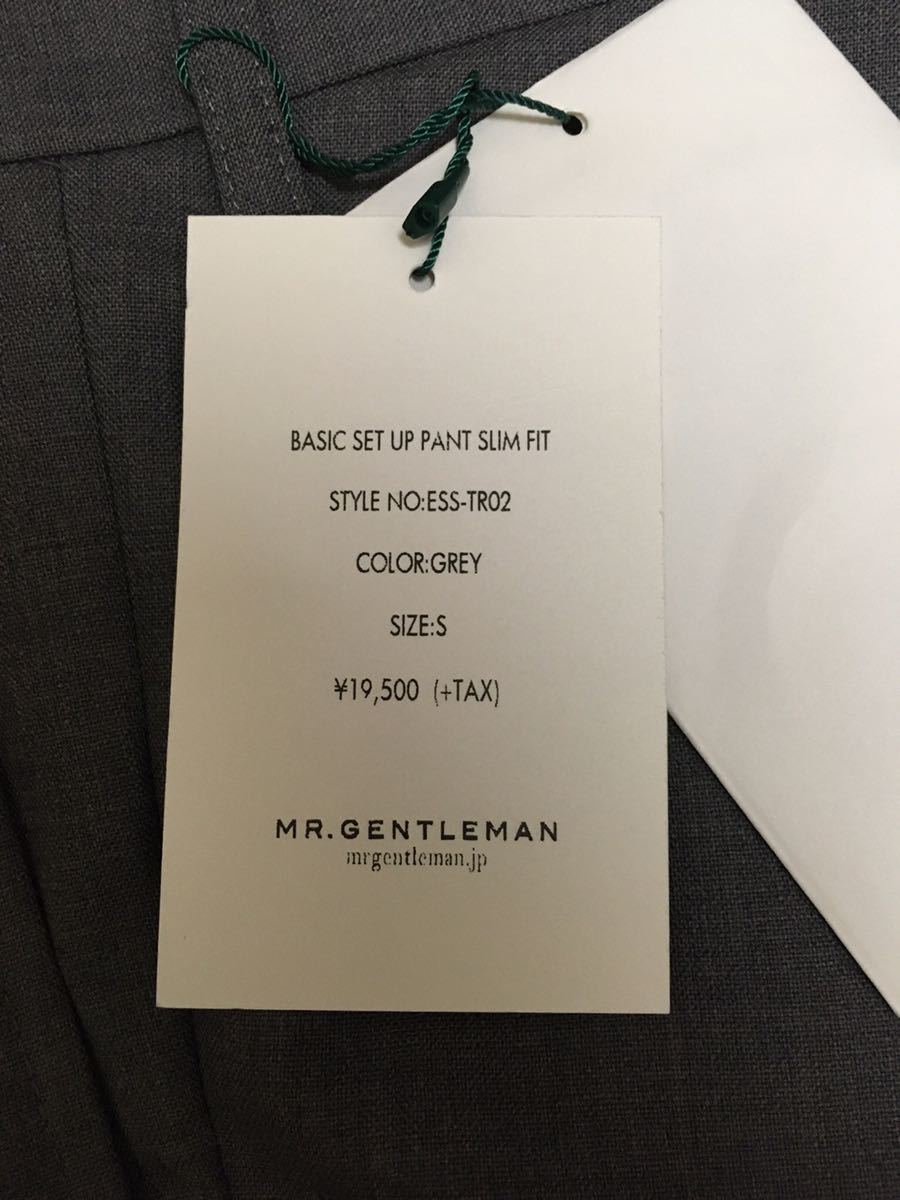 BASIC SET UP PANT SLIM FIT
STYLE NO:ESS-TR02
COLOR:GREY
SIZE:S
¥19,500 (+TAX)
MR.GENTLEMAN
mrgentleman.jp